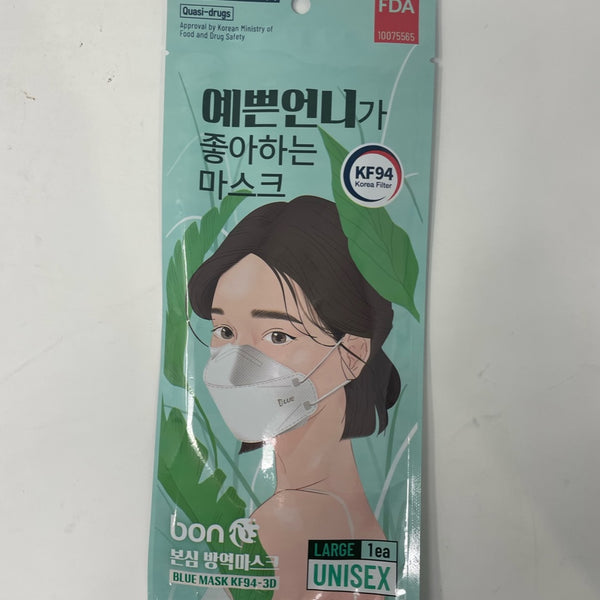 Quasi-drugs
Approval by Korean Ministry of
Food and Drug Safety
FDA
10075565
예쁜언니가
좋아하는
마스크
KF94
Korea Filter
BLUE
bon
본심 방역마스크
BLUE MASK KF94-3D
LARGE 1ea
UNISEX